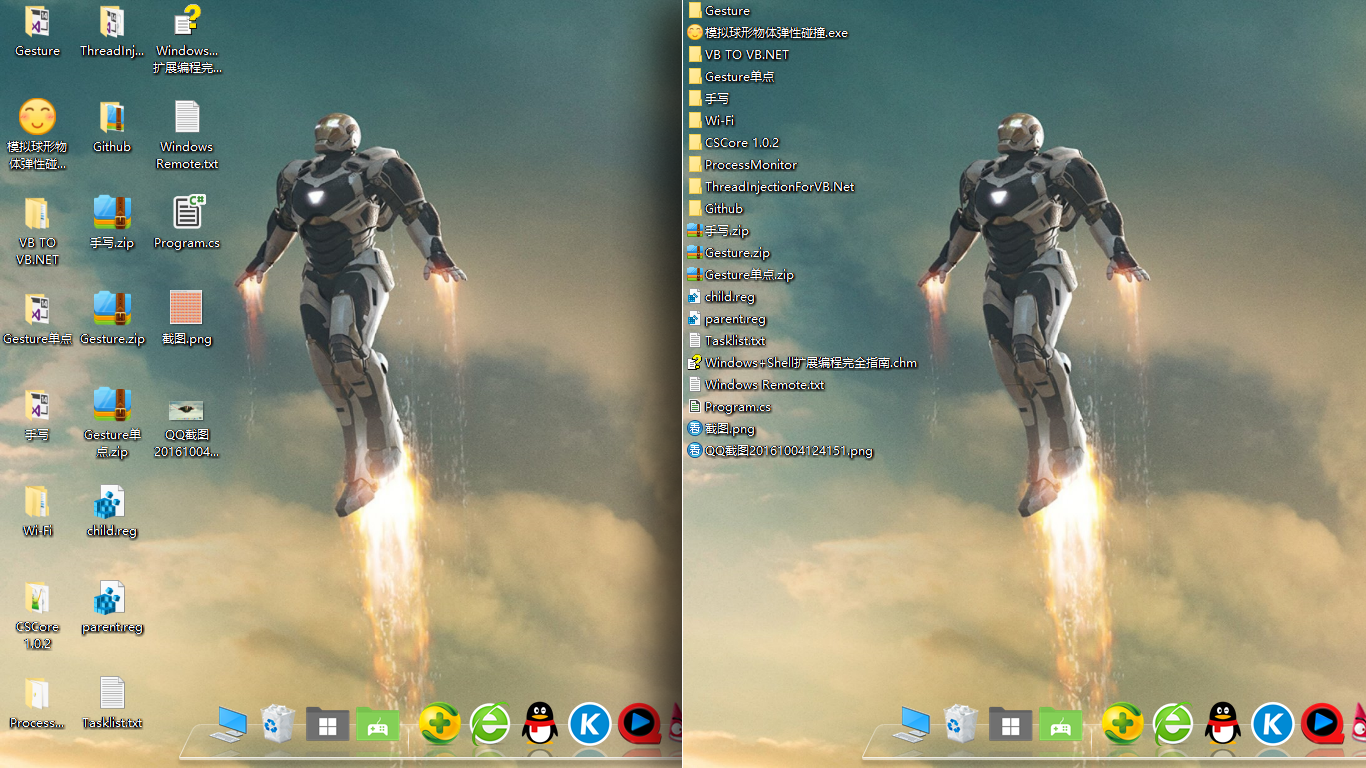 Gesture
ThreadInj...
Windows...
扩展编程完...
模拟球形物
体弹性碰...
Github
Windows
Remote.txt
VB TO
VB.NET
手写.zip
Program.cs
Gesture单点
Gesture.zip
截图.png
手写
Gesture单
点.zip
QQ截图
20161004...
Wi-Fi
child.reg
CSCore
1.0.2
parent.reg
Process...
Tasklist.txt
Gesture
模拟球形物体弹性碰撞.exe
VB TO VB.NET
Gesture单点
手写
Wi-Fi
CSCore 1.0.2
ProcessMonitor
ThreadInjectionForVB.Net
Github
手写.zip
Gesture.zip
Gesture单点.zip
child.reg
parent.reg
Tasklist.txt
Windows+Shell扩展编程完全指南.chm
Windows Remote.txt
Program.cs
截图.png
QQ截图20161004124151.png